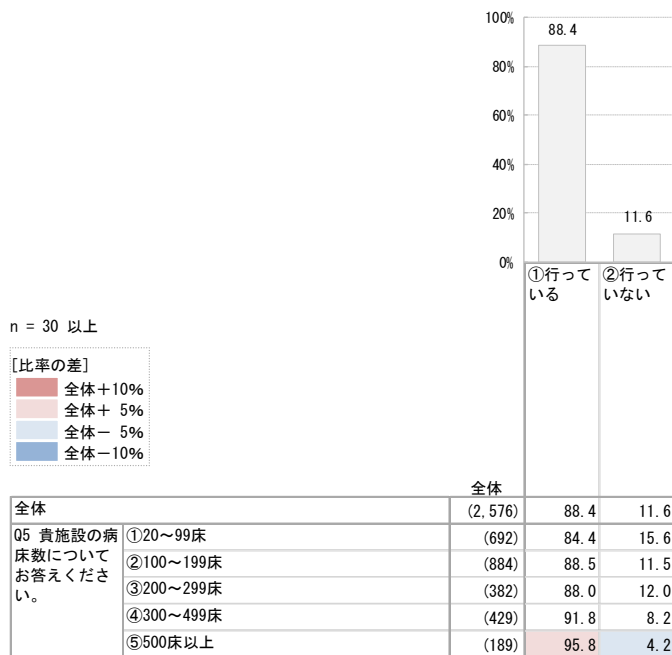 100%
88.4
80%
60%
40%
20%
11.6
0%
①行って ②行って
いる いない
n = 30 以上
[比率の差]
全体+10%
全体+ 5%
全体- 5%
全体-10%
全体
全体 (2,576) 88.4 11.6
Q5 貴施設の病 ①20~99床 (692) 84.4 15.6
床数について ②100~199床 (884) 88.5 11.5
お答えくださ ③200~299床 (382) 88.0 12.0
い。
④300~499床 (429) 91.8 8.2
⑤500床以上 (189) 95.8 4.2